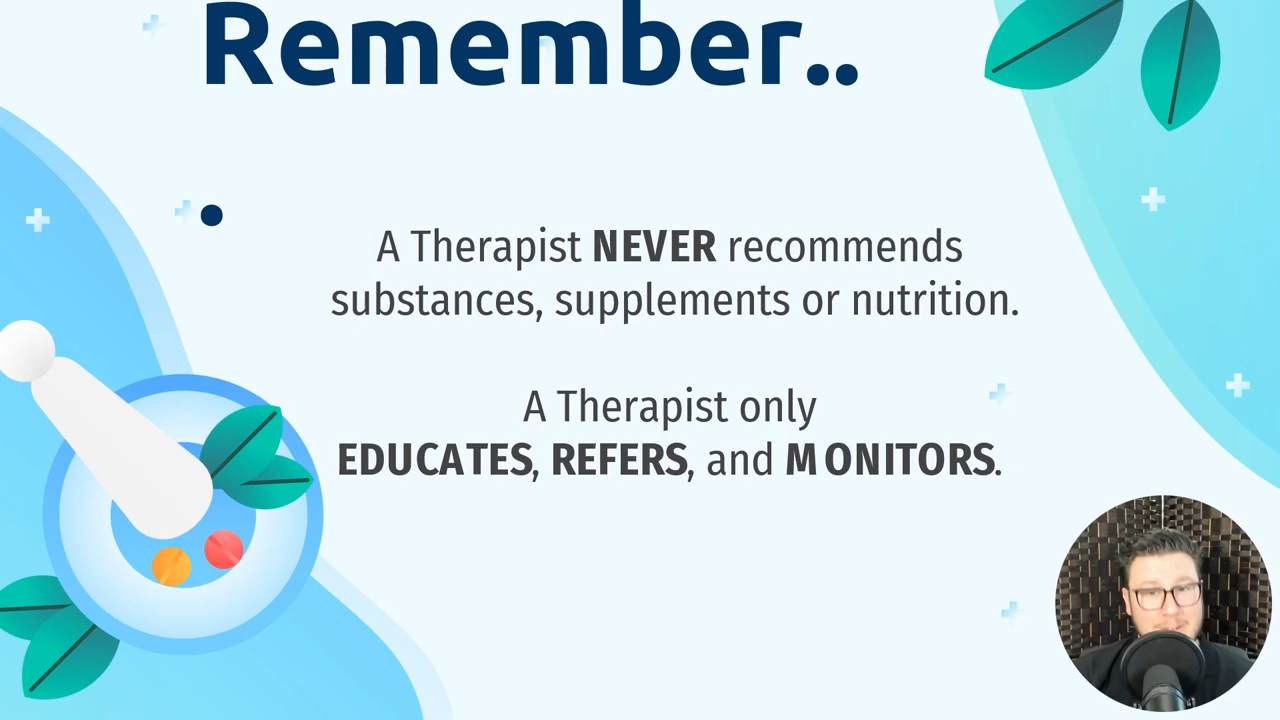 Remember..
A Therapist NEVER recommends
substances, supplements or nutrition.
A Therapist only
EDUCATES, REFERS, and MONITORS.